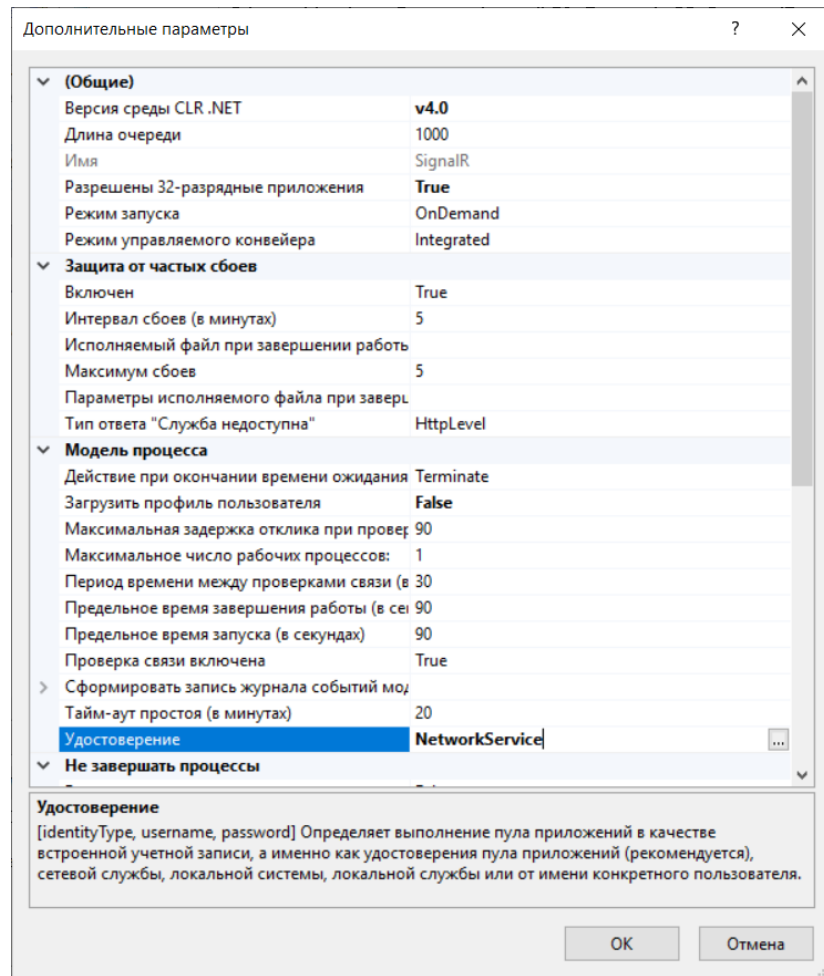 Дополнительные параметры
(Общие)
Версия среды CLR .NET v4.0
Длина очереди 1000
Имя SignalR
Разрешены 32-разрядные приложения True
Режим запуска OnDemand
Режим управляемого конвейера Integrated
Защита от частых сбоев
Включен True
Интервал сбоев (в минутах) 5
Исполняемый файл при завершении работы
Максимум сбоев 5
Параметры исполняемого файла при заверш
Тип ответа "Служба недоступна" HttpLevel
Модель процесса
Действие при окончании времени ожидания Terminate
Загрузить профиль пользователя False
Максимальная задержка отклика при провер 90
Максимальное число рабочих процессов: 1
Период времени между проверками связи (в 30
Предельное время завершения работы (в сек 90
Предельное время запуска (в секундах) 90
Проверка связи включена True
Сформировать запись журнала событий мод
Тайм-аут простоя (в минутах) 20
Удостоверение NetworkService ...
Не завершать процессы
Удостоверение
[identityType, username, password] Определяет выполнение пула приложений в качестве
встроенной учетной записи, а именно как удостоверения пула приложений (рекомендуется),
сетевой службы, локальной системы, локальной службы или от имени конкретного пользователя.
OK Отмена